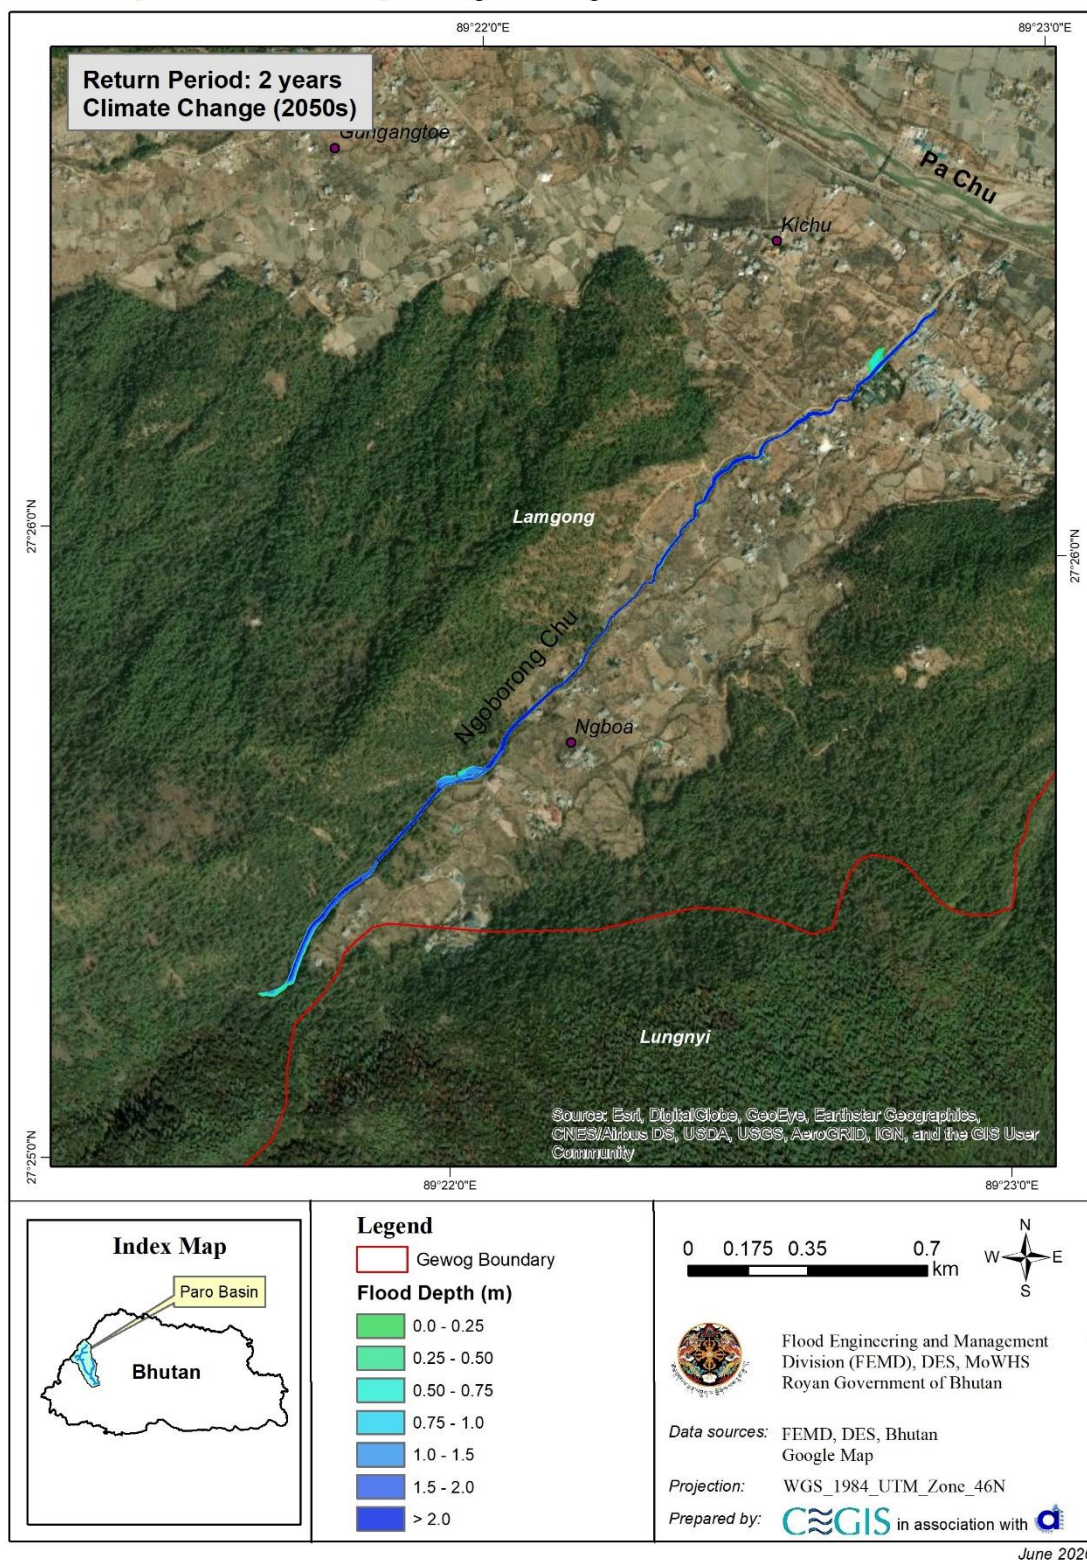 89°22'0"E
89°23'0"E
Return Period: 2 years
Climate Change (2050s)
Gungangtoe
Pa Chu
Kichu
27°26'0"N
27°26'0"N
Lamgong
Ngoborong Chu
Ngboa
Lungnyi
Source: Esri, DigitalGlobe, GeoEye, Earthstar Geographics,
CNES/Airbus DS, USDA, USGS, AeroGRID, IGN, and the GIS User
Community
27°25'0"N
89°22'0"E
89°23'0"E
Index Map
Paro Basin
Bhutan
Legend
Gewog Boundary
Flood Depth (m)
0.0 - 0.25
0.25 - 0.50
0.50 - 0.75
0.75 - 1.0
1.0 - 1.5
1.5 - 2.0
> 2.0
0 0.175 0.35 0.7
km
N
W E
S
Flood Engineering and Management
Division (FEMD), DES, MoWHS
Royan Government of Bhutan
Data sources: FEMD, DES, Bhutan
Google Map
Projection: WGS_1984_UTM_Zone_46N
Prepared by: CEGIS in association with